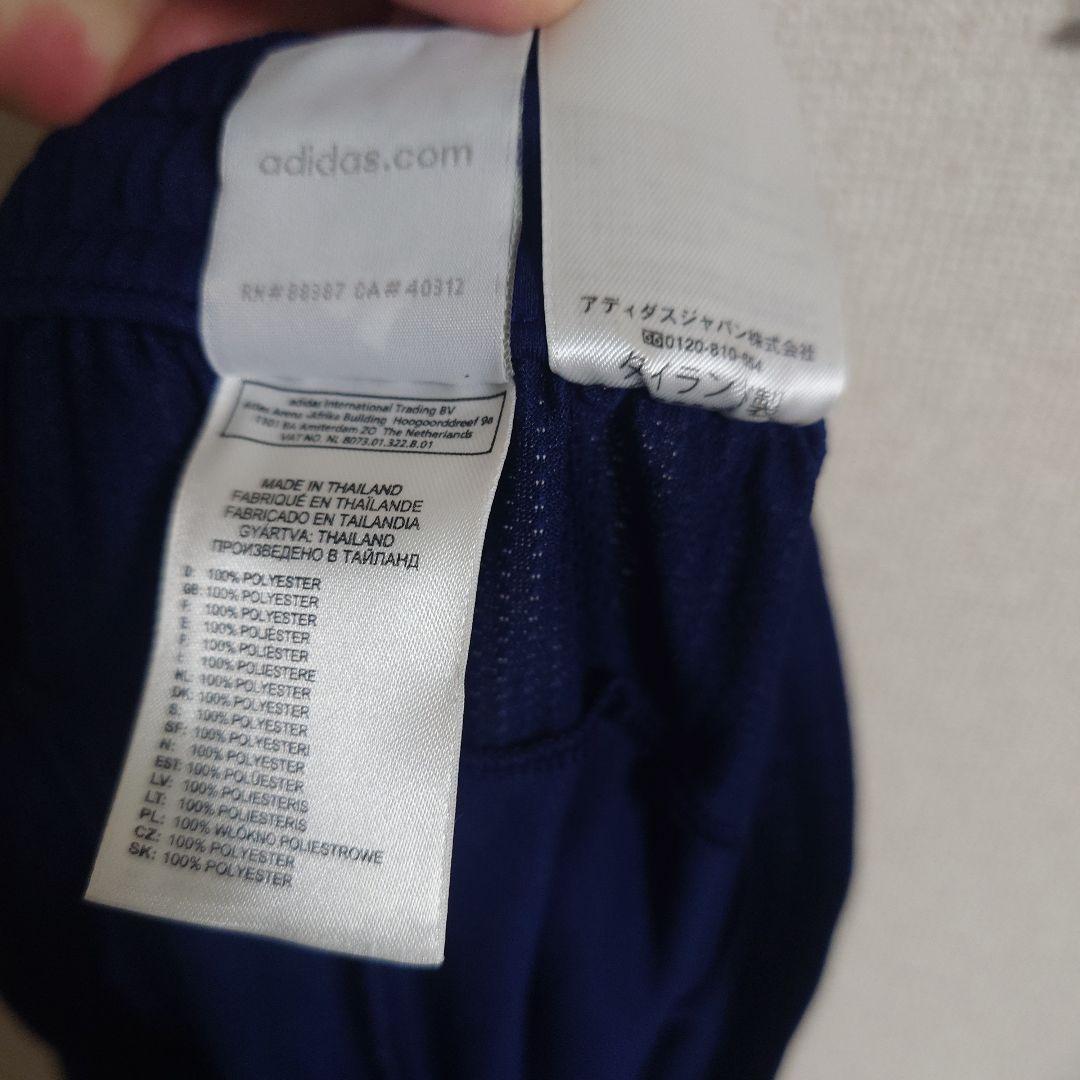 adidas.com
RN#88387 CA#40312
adidas International Trading BV
adidas Arena -Afrika Building Hoogoorddreef 9a
1101 BA Amsterdam ZO The Netherlands
VAT NO. NL 8073.01.322.B.01
MADE IN THAILAND
FABRIQUÉ EN THAÏLANDE
FABRICADO EN TAILANDIA
GYÁRTVA: THAILAND
ПРОИЗВЕДЕНО В ТАЙЛАНД
D: 100% POLYESTER
GB: 100% POLYESTER
F: 100% POLYESTER
E: 100% POLIÉSTER
P: 100% POLIÉSTER
I: 100% POLIESTERE
NL: 100% POLYESTER
DK: 100% POLYESTER
S: 100% POLYESTER
SF: 100% POLYESTERI
N: 100% POLYESTER
EST: 100% POLÜESTER
LV: 100% POLIESTERIS
LT: 100% POLIESTERIS
PL: 100% WŁÓKNO POLIESTROWE
CZ: 100% POLYESTER
SK: 100% POLYESTER
アディダスジャパン株式会社
タイランド製